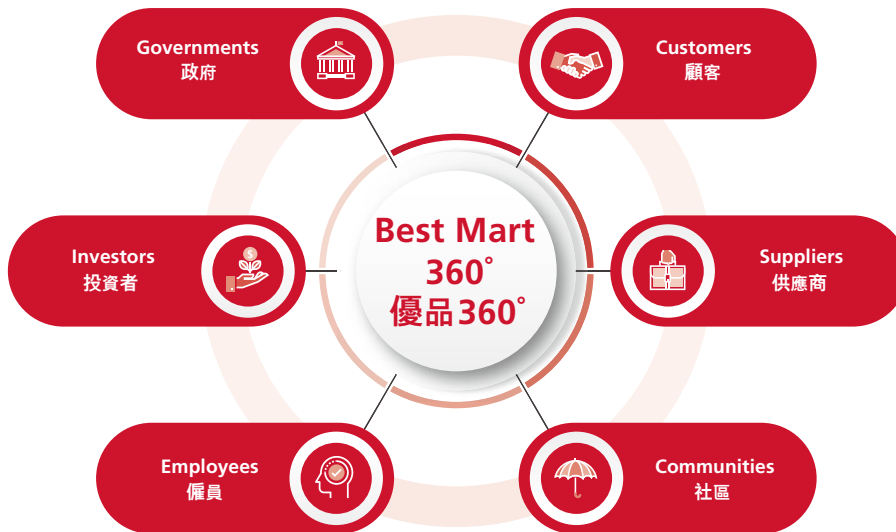 Governments
政府
Customers
顧客
Investors
投資者
Best Mart
360°
優品360°
Suppliers
供應商
Employees
僱員
Communities
社區